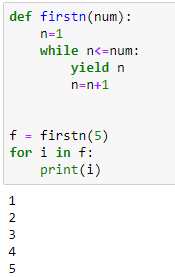 def firstn(num):
    n=1
    while n<=num:
        yield n
        n=n+1
f = firstn(5)
for i in f:
    print(i)
1
2
3
4
5